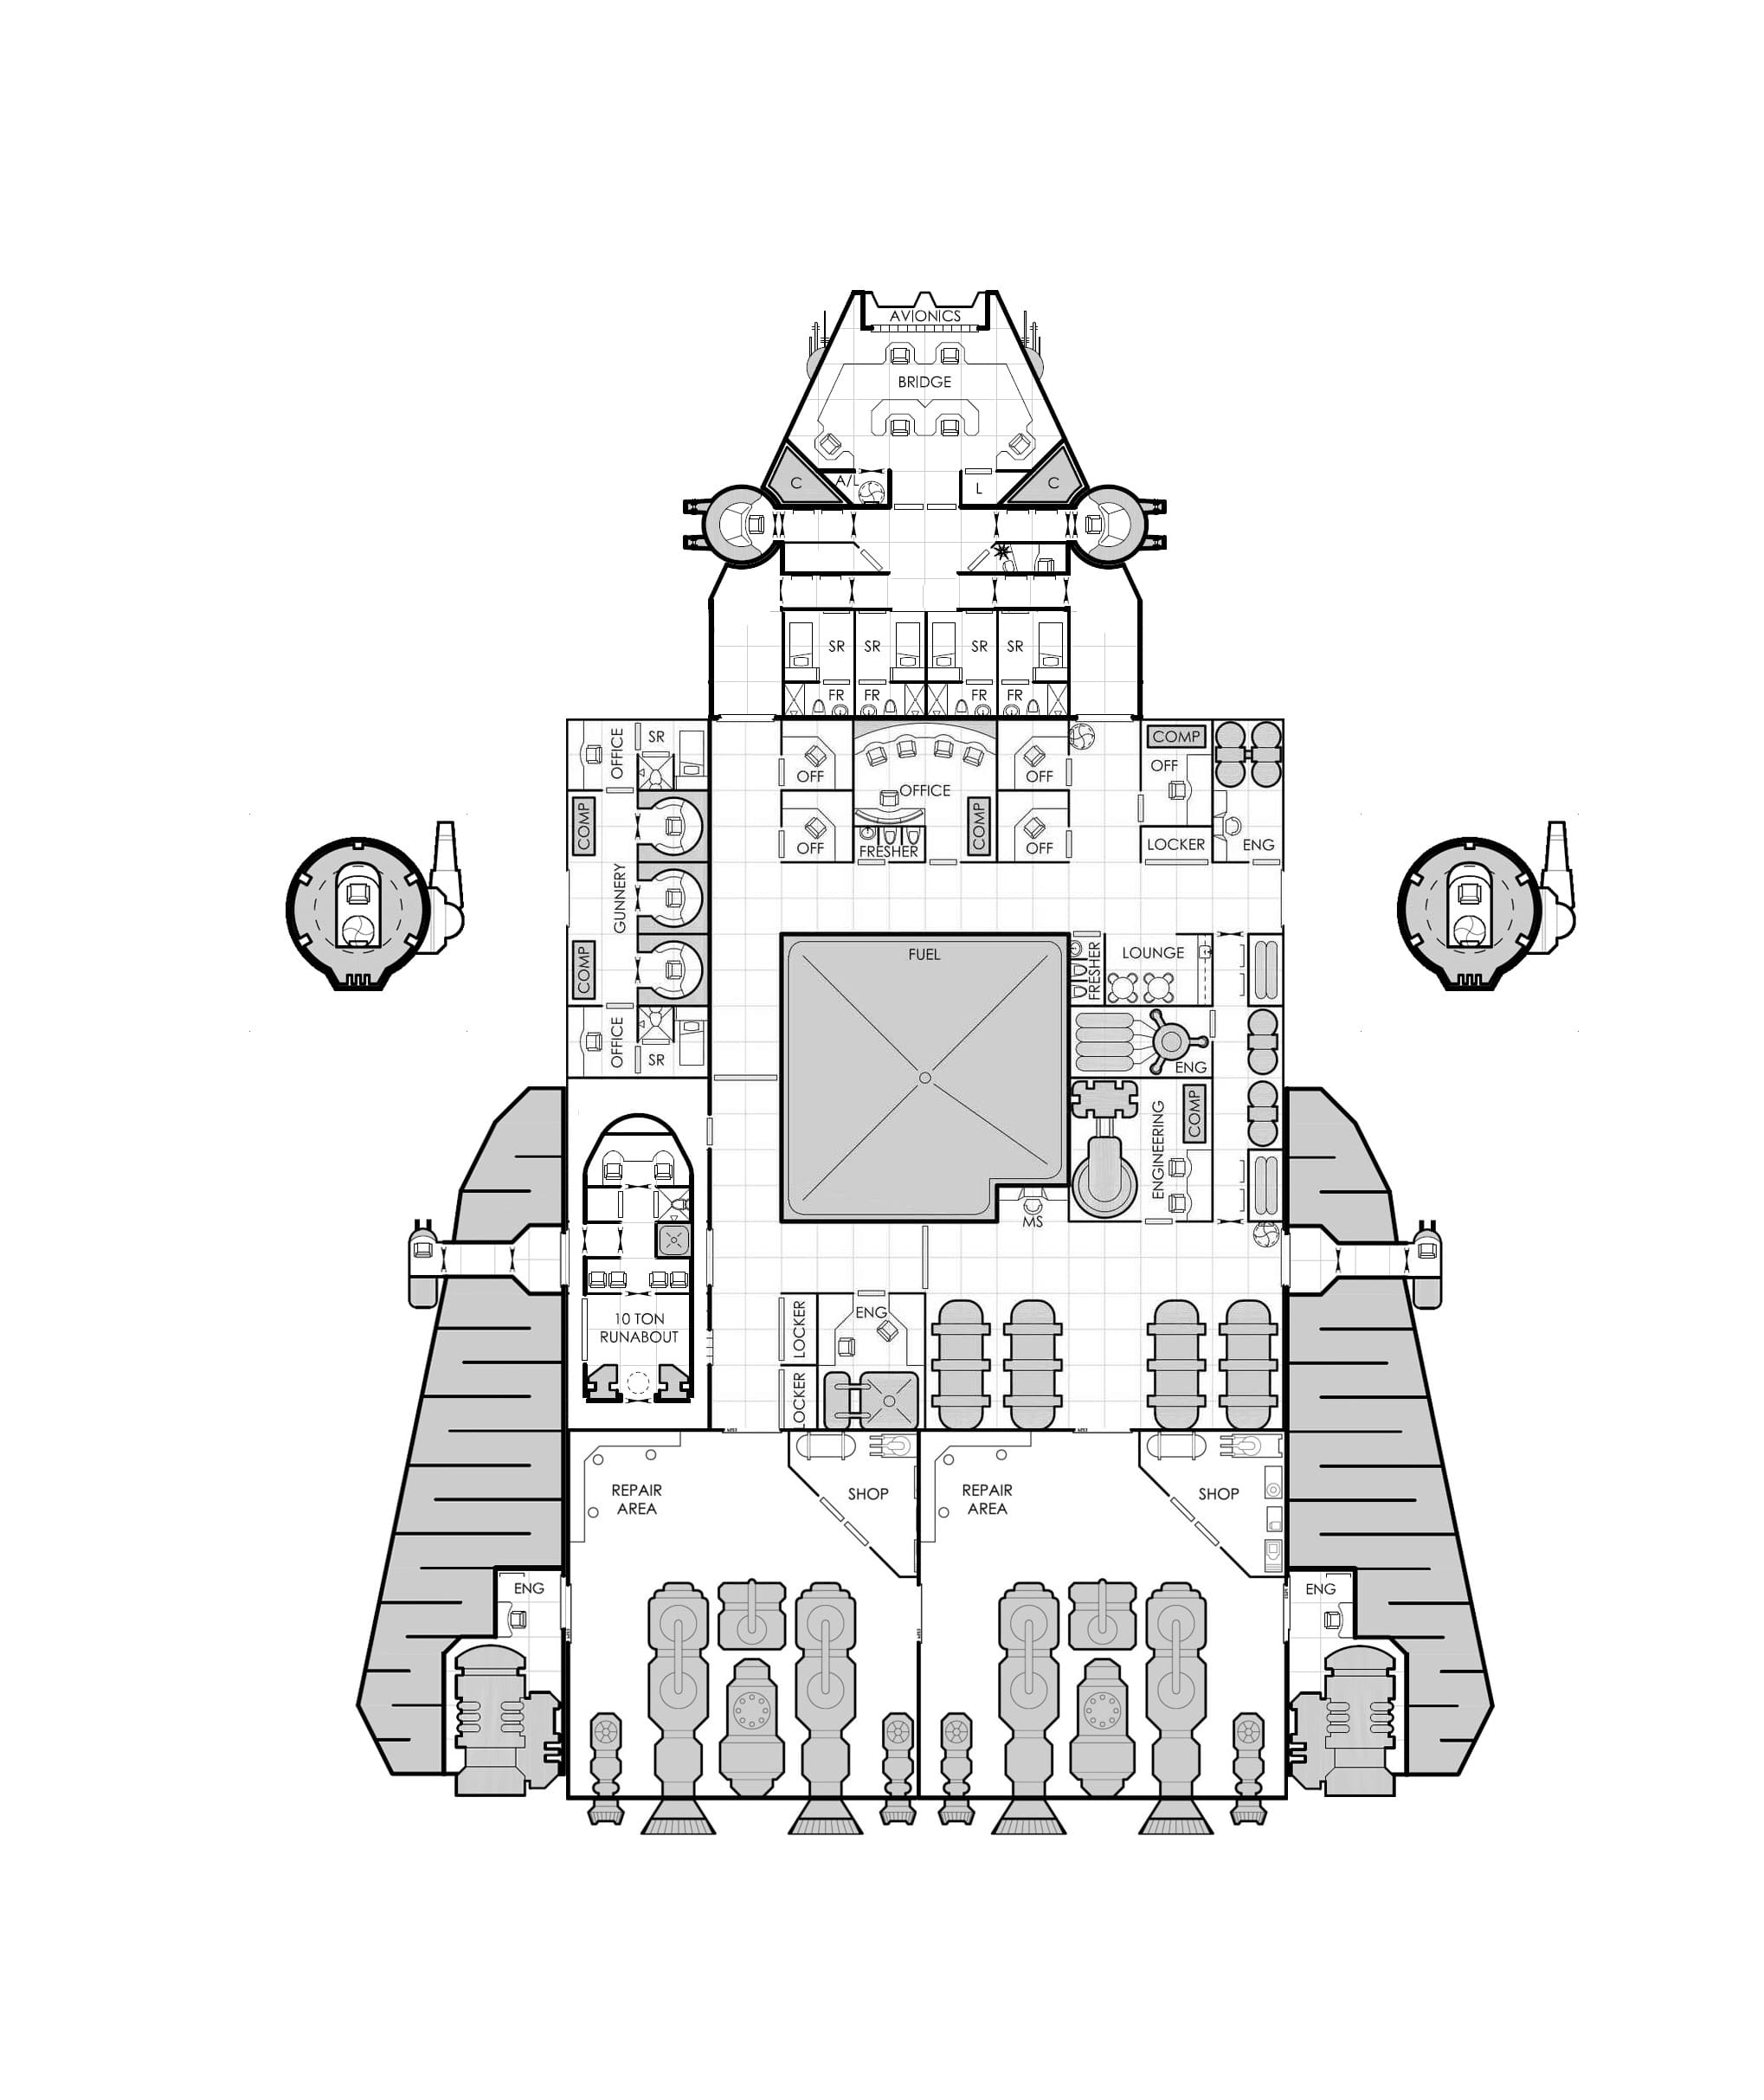 AVIONICS
BRIDGE
C
A/L
L
C
SR
SR
SR
SR
FR
FR
FR
FR
OFFICE
SR
OFF
OFF
COMP
OFF
OFFICE
COMP
OFF
COMP
OFF
FRESHER
LOCKER
ENG
GUNNERY
COMP
FUEL
FRESHER
LOUNGE
OFFICE
SR
ENG
ENGINEERING
COMP
MS
10 TON
RUNABOUT
LOCKER
ENG
LOCKER
REPAIR
AREA
SHOP
REPAIR
AREA
SHOP
ENG
ENG